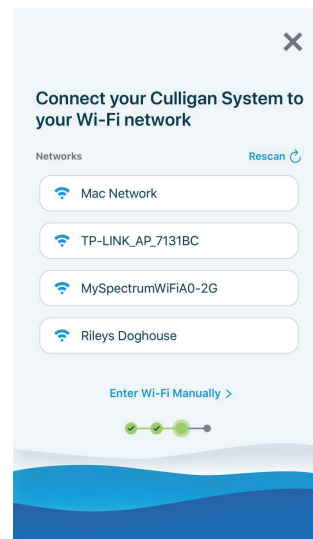 Connect your Culligan System to
your Wi-Fi network
Networks Rescan
Mac Network
TP-LINK_AP_7131BC
MySpectrumWiFiA0-2G
Rileys Doghouse
Enter Wi-Fi Manually >